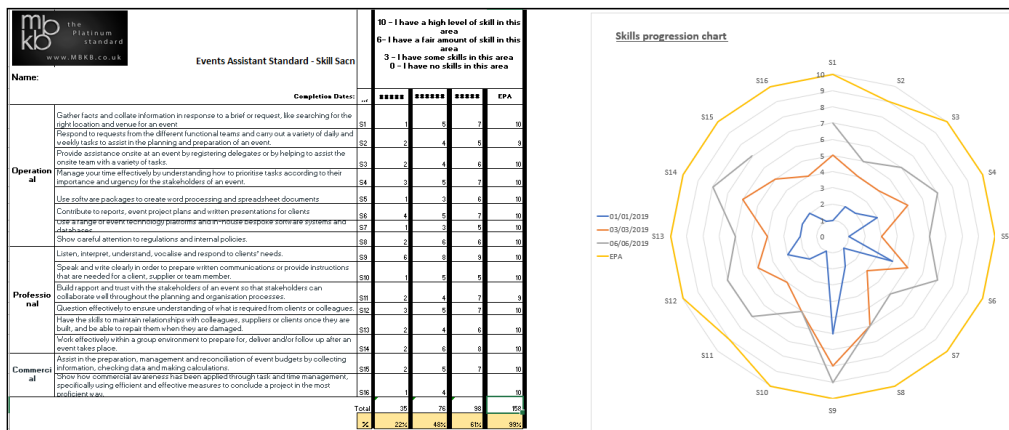 mb
kb
the
Platinum
standard
www.MBKB.co.uk
Events Assistant Standard - Skill Sacn
10 - I have a high level of skill in this
area
6- I have a fair amount of skill in this
area
3 - I have some skills in this area
0 - I have no skills in this area
Name:
Completion Dates: ##### ###### ##### EPA
Operation
al
Gather facts and collate information in response to a brief or request, like searching for the
right location and venue for an event S1 1 5 7 10
Respond to requests from the different functional teams and carry out a variety of daily and
weekly tasks to assist in the planning and preparation of an event. S2 2 4 5 9
Provide assistance onsite at an event by registering delegates or by helping to assist the
onsite team with a variety of tasks. S3 2 4 6 10
Manage your time effectively by understanding how to prioritise tasks according to their
importance and urgency for the stakeholders of an event. S4 3 5 7 10
Use software packages to create word processing and spreadsheet documents S5 1 3 6 10
Contribute to reports, event project plans and written presentations for clients S6 4 5 7 10
Use a range of event technology platforms and in-house bespoke software systems and
databases S7 1 3 5 10
Show careful attention to regulations and internal policies. S8 2 6 6 10
Listen, interpret, understand, vocalise and respond to clients' needs. S9 6 8 9 10
Professio
nal
Speak and write clearly in order to prepare written communications or provide instructions
that are needed for a client, supplier or team member. S10 1 5 5 10
Build rapport and trust with the stakeholders of an event so that stakeholders can
collaborate well throughout the planning and organisation processes. S11 2 4 7 9
Question effectively to ensure understanding of what is required from clients or colleagues. S12 3 5 7 10
Have the skills to maintain relationships with colleagues, suppliers or clients once they are
built, and be able to repair them when they are damaged. S13 2 4 6 10
Work effectively within a group environment to prepare for, deliver and/or follow up after an
event takes place. S14 2 6 8 10
Commerci
al
Assist in the preparation, management and reconciliation of event budgets by collecting
information, checking data and making calculations. S15 2 5 7 10
Show how commercial awareness has been applied through task and time management,
specifically using efficient and effective measures to conclude a project in the most
proficient way. S16 1 4 10
Total 35 76 98 158
% 22% 48% 61% 99%
Skills progression chart
S1
S2
S3
S4
S5
S6
S7
S8
S9
S10
S11
S12
S13
S14
S15
S16
10
9
8
7
6
5
4
3
2
1
0
01/01/2019
03/03/2019
06/06/2019
EPA